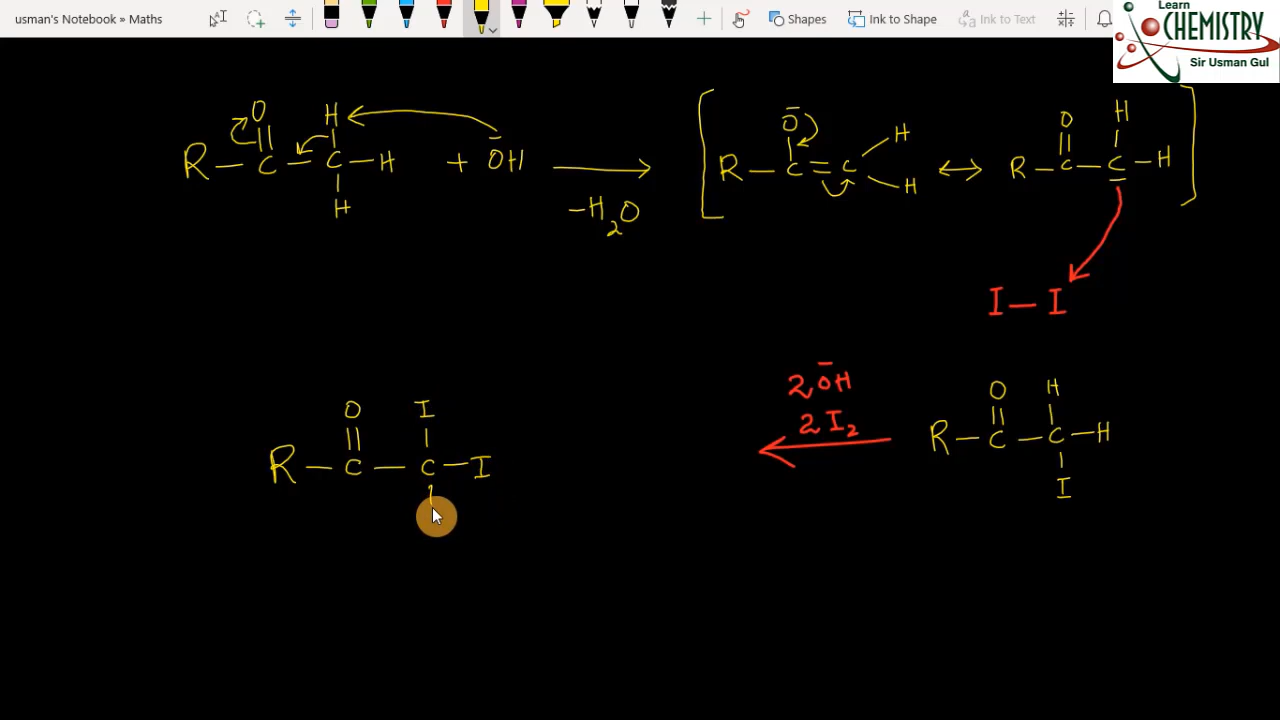 usman's Notebook » Maths
Shapes
Ink to Shape
Ink to Text
Learn
CHEMISTRY
Sir Usman Gul
O H O⁻ H O H
R – C – C – H + ŌH R – C = C ↔ R – C – C – H
H –H₂O H
I – I
2 ŌH
2 I₂
O H
R – C – C – H
I
O I
R – C – C – I